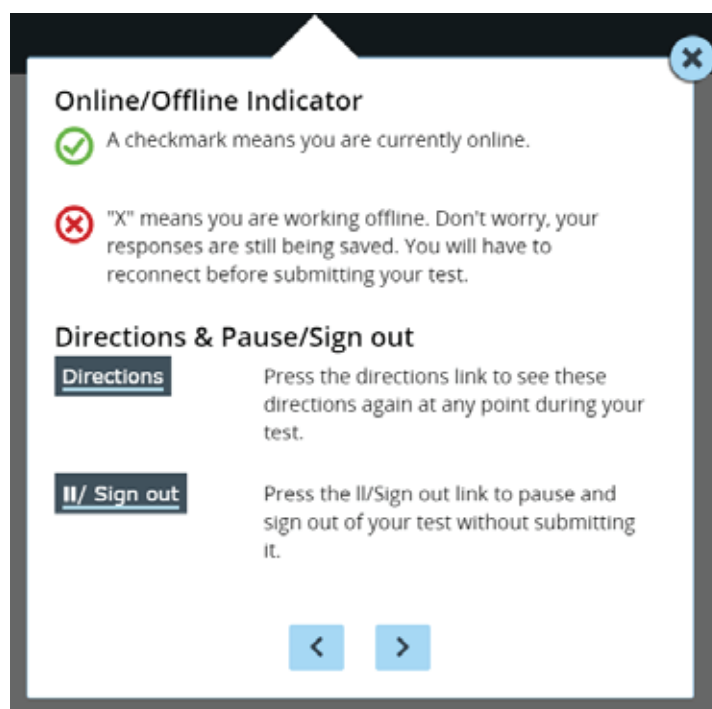 Online/Offline Indicator
A checkmark means you are currently online.
"X" means you are working offline. Don't worry, your
responses are still being saved. You will have to
reconnect before submitting your test.
Directions & Pause/Sign out
Directions
Press the directions link to see these
directions again at any point during your
test.
II/ Sign out
Press the II/Sign out link to pause and
sign out of your test without submitting
it.